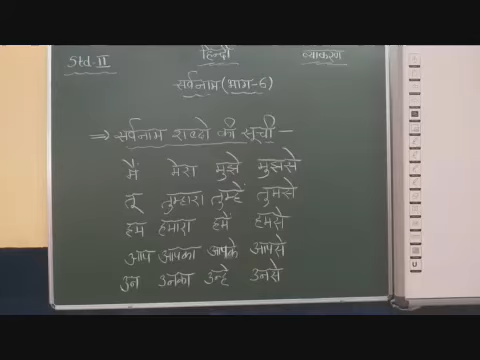 Std. II हिन्दी व्याकरण
सर्वनाम (भाग-6)
⇒ सर्वनाम शब्दो की सूची –
मैं मेरा मुझे मुझसे
तू तुम्हारा तुम्हें तुमसे
हम हमारा हमें हमसे
आप आपका आपके आपसे
उन उनका उन्हे उनसे